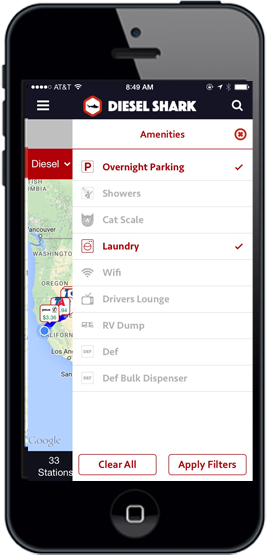 AT&T 8:49 AM
DIESEL SHARK
Amenities
Diesel
Overnight Parking
Showers
Cat Scale
Laundry
Wifi
Drivers Lounge
RV Dump
DEF Def
DEF Def Bulk Dispenser
Vancouver
OREGON
$3.36
.94
Los An
San
Google
33
Stations
Clear All
Apply Filters